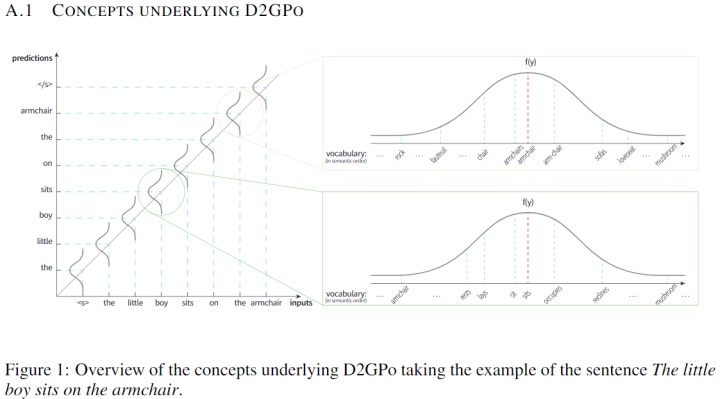 A.1 CONCEPTS UNDERLYING D2GPO
predictions
</s>
armchair
the
on
sits
boy
little
the
<s> the little boy sits on the armchair inputs
f(y)
vocabulary:
(in semantic order)
... rock ... ... chair armchairs armchair arm-chair sofas loveseat ... mushroom ...
f(y)
vocabulary:
(in semantic order)
... armchair ... rests lays sit sits occupies reclines ... mushroom ...
Figure 1: Overview of the concepts underlying D2GPo taking the example of the sentence The little
boy sits on the armchair.